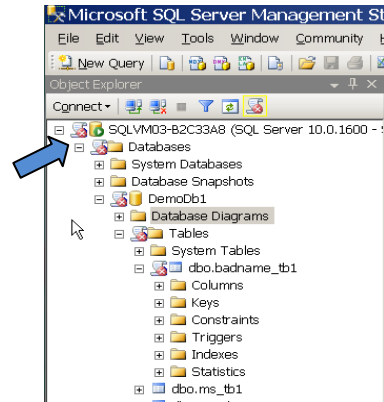 Microsoft SQL Server Management St
File Edit View Tools Window Community H
New Query
Object Explorer
Connect
SQLVM03-B2C33A8 (SQL Server 10.0.1600 - s
Databases
System Databases
Database Snapshots
DemoDb1
Database Diagrams
Tables
System Tables
dbo.badname_tb1
Columns
Keys
Constraints
Triggers
Indexes
Statistics
dbo.ms_tb1